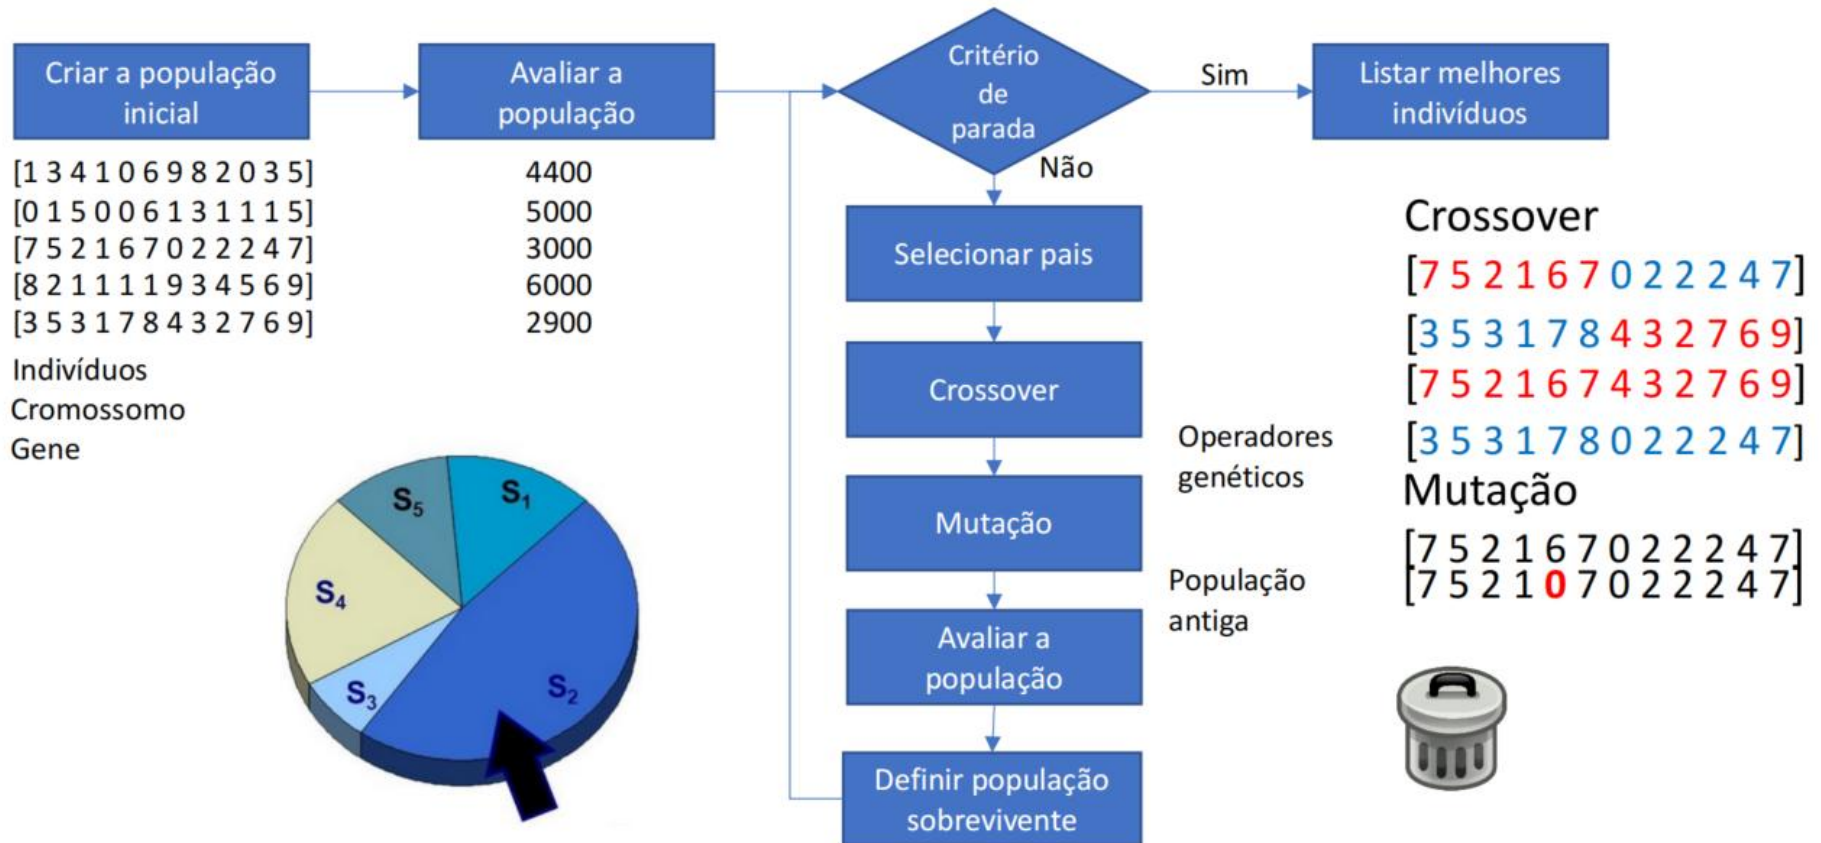 Criar a população
inicial
Avaliar a
população
Critério
de
parada
Sim
Listar melhores
indivíduos
Não
[1 3 4 1 0 6 9 8 2 0 3 5]
[0 1 5 0 0 6 1 3 1 1 1 5]
[7 5 2 1 6 7 0 2 2 2 4 7]
[8 2 1 1 1 1 9 3 4 5 6 9]
[3 5 3 1 7 8 4 3 2 7 6 9]
4400
5000
3000
6000
2900
Indivíduos
Cromossomo
Gene
S₅
S₁
S₄
S₃
S₂
Selecionar pais
Crossover
Mutação
Avaliar a
população
Definir população
sobrevivente
Operadores
genéticos
População
antiga
Crossover
[7 5 2 1 6 7 0 2 2 2 4 7]
[3 5 3 1 7 8 4 3 2 7 6 9]
[7 5 2 1 6 7 4 3 2 7 6 9]
[3 5 3 1 7 8 0 2 2 2 4 7]
Mutação
[7 5 2 1 6 7 0 2 2 2 4 7]
[7 5 2 1 0 7 0 2 2 2 4 7]